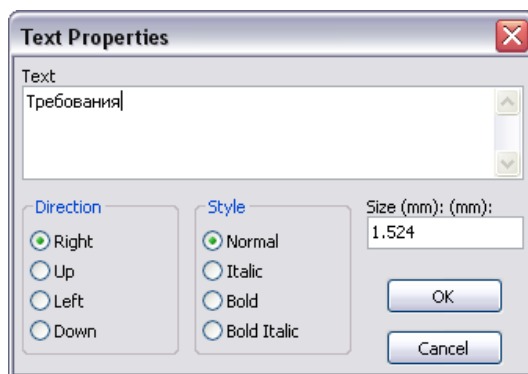 Text Properties
Text
Требования
Direction
Right
Up
Left
Down
Style
Normal
Italic
Bold
Bold Italic
Size (mm): (mm):
1.524
OK
Cancel